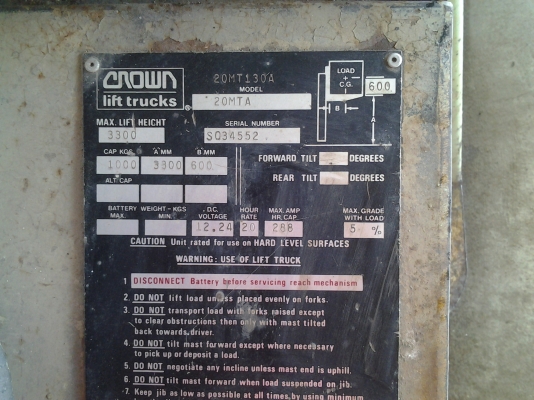 CROWN
lift trucks
20MT130A
MODEL
20MTA
LOAD
+
C.G.
600
B
A
MAX. LIFT HEIGHT
3300
SERIAL NUMBER
SQ34552
CAP KGS A MM B MM
1000 3300 600
FORWARD TILT DEGREES
ALT. CAP
REAR TILT DEGREES
BATTERY WEIGHT - KGS
MAX. MIN.
D.C. VOLTAGE
12.24
HOUR RATE
20
MAX. AMP HR. CAP.
288
MAX. GRADE WITH LOAD
5 %
CAUTION Unit rated for use on HARD LEVEL SURFACES
WARNING: USE OF LIFT TRUCK
1 DISCONNECT Battery before servicing reach mechanism
2. DO NOT lift load unless placed evenly on forks.
3. DO NOT transport load with forks raised except
to clear obstructions then only with mast tilted
back towards driver.
4. DO NOT tilt mast forward except where necessary
to pick up or deposit a load.
5. DO NOT negotiate any incline unless mast end is uphill.
6. DO NOT tilt mast forward when load suspended on jib.
7. Keep jib as low as possible at all times, by using minimum